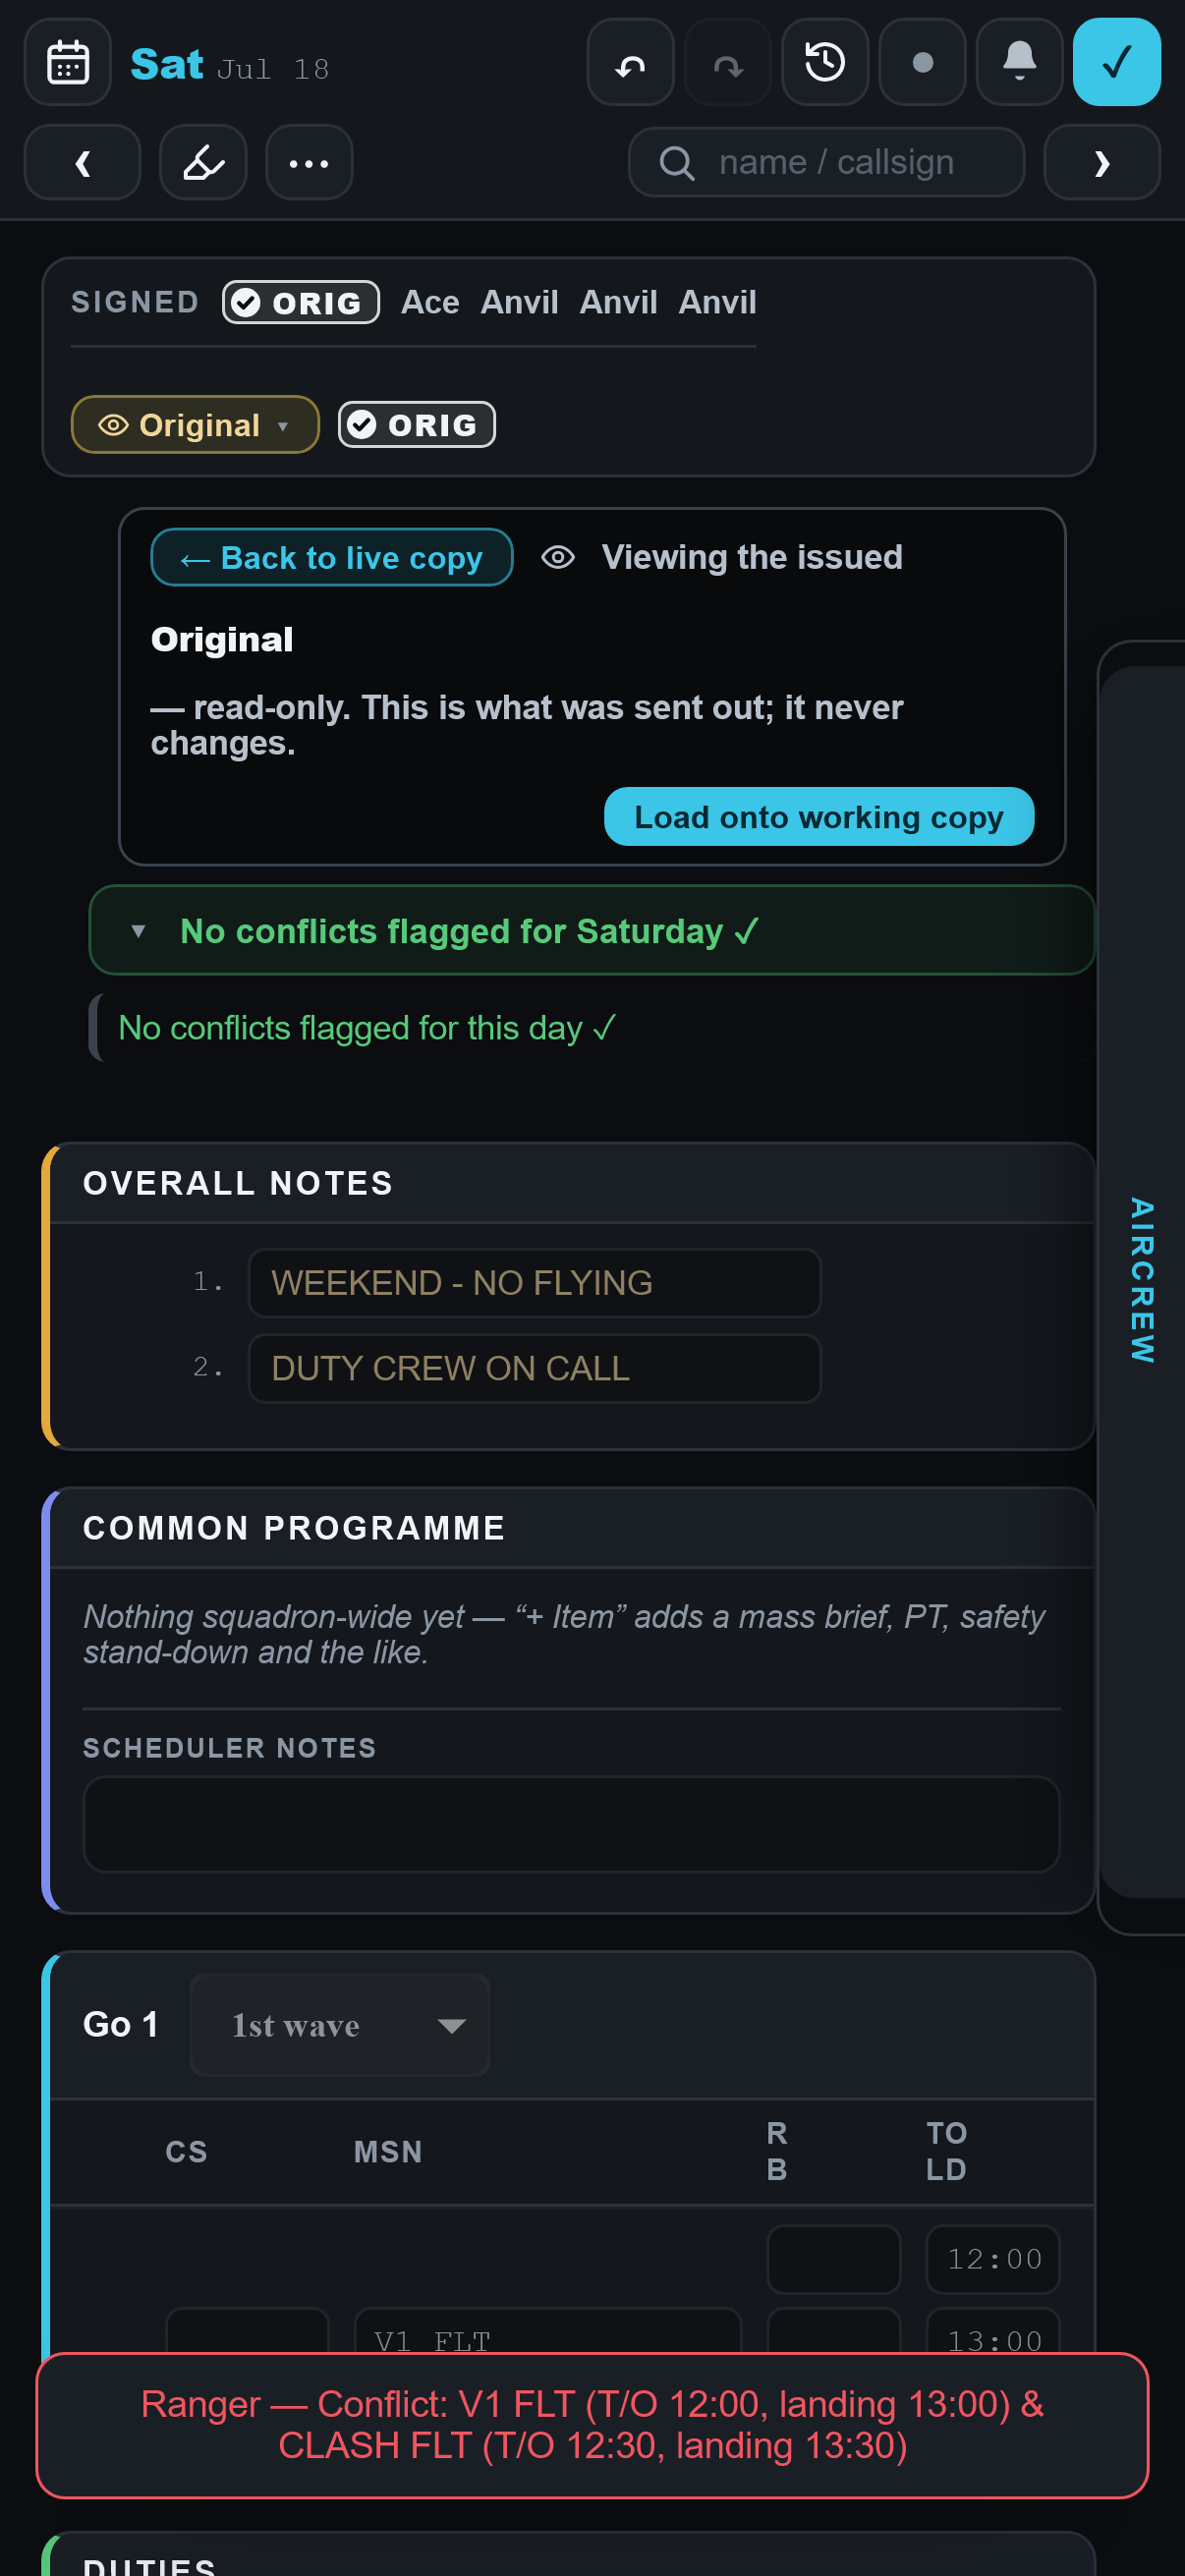 Sat Jul 18
name / callsign
SIGNED ORIG Ace Anvil Anvil Anvil
Original ORIG
← Back to live copy Viewing the issued
Original
— read-only. This is what was sent out; it never
changes.
Load onto working copy
No conflicts flagged for Saturday ✓
No conflicts flagged for this day ✓
AIRCREW
OVERALL NOTES
1. WEEKEND - NO FLYING
2. DUTY CREW ON CALL
COMMON PROGRAMME
Nothing squadron-wide yet — “+ Item” adds a mass brief, PT, safety
stand-down and the like.
SCHEDULER NOTES
Go 1 1st wave
CS MSN R TO
B LD
12:00
V1 FLT 13:00
Ranger — Conflict: V1 FLT (T/O 12:00, landing 13:00) &
CLASH FLT (T/O 12:30, landing 13:30)
DUTIES